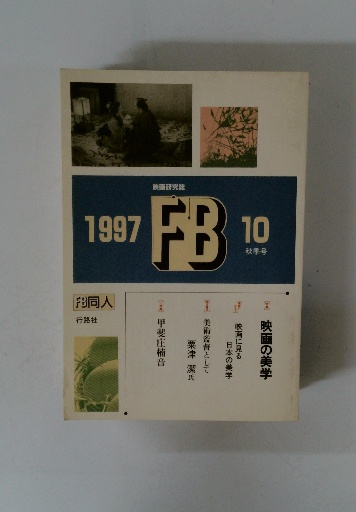 映画研究誌
1997
FB
10
秋季号
FB同人
行路社
映画の美学
映画に見る
日本の美学
美術監督として
粟津 潔氏
甲斐庄楠音